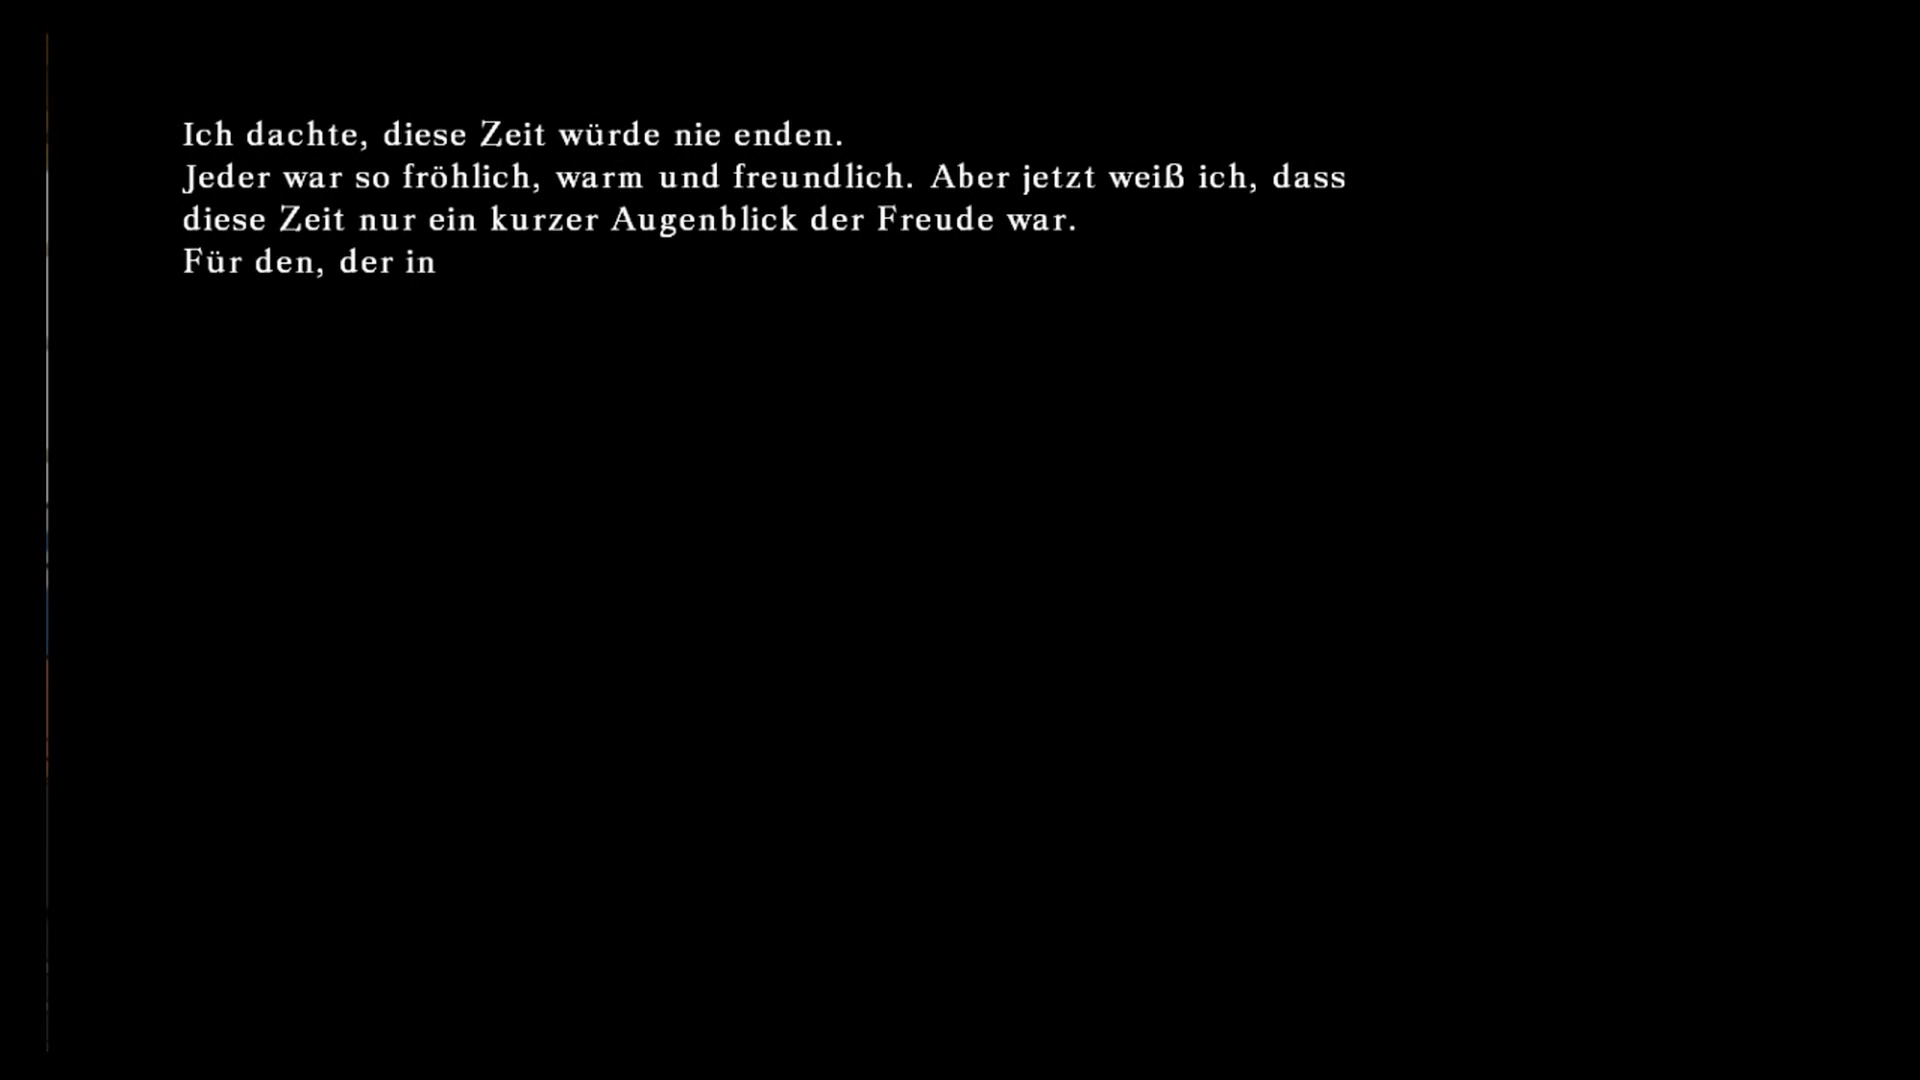 Ich dachte, diese Zeit würde nie enden.
Jeder war so fröhlich, warm und freundlich. Aber jetzt weiß ich, dass
diese Zeit nur ein kurzer Augenblick der Freude war.
Für den, der in